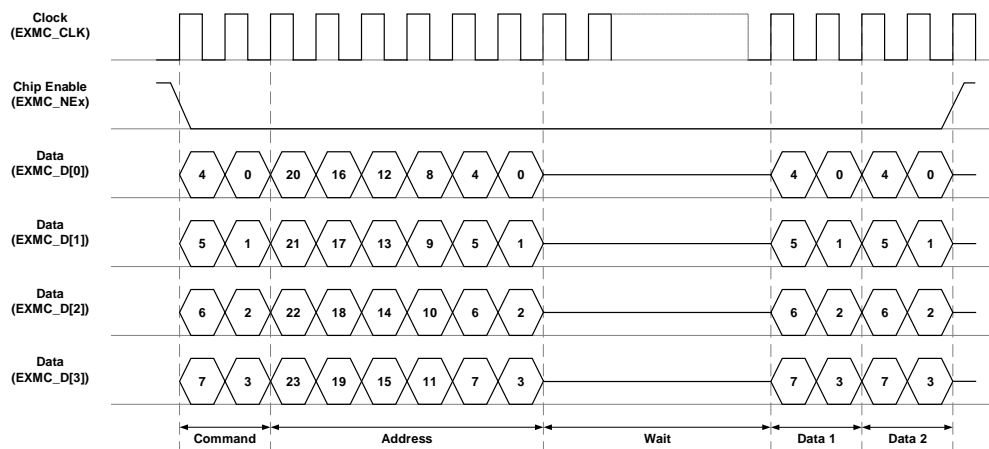 Clock
(EXMC_CLK)
Chip Enable
(EXMC_NEx)
Data
(EXMC_D[0])
4 0 20 16 12 8 4 0 4 0 4 0
Data
(EXMC_D[1])
5 1 21 17 13 9 5 1 5 1 5 1
Data
(EXMC_D[2])
6 2 22 18 14 10 6 2 6 2 6 2
Data
(EXMC_D[3])
7 3 23 19 15 11 7 3 7 3 7 3
Command Address Wait Data 1 Data 2